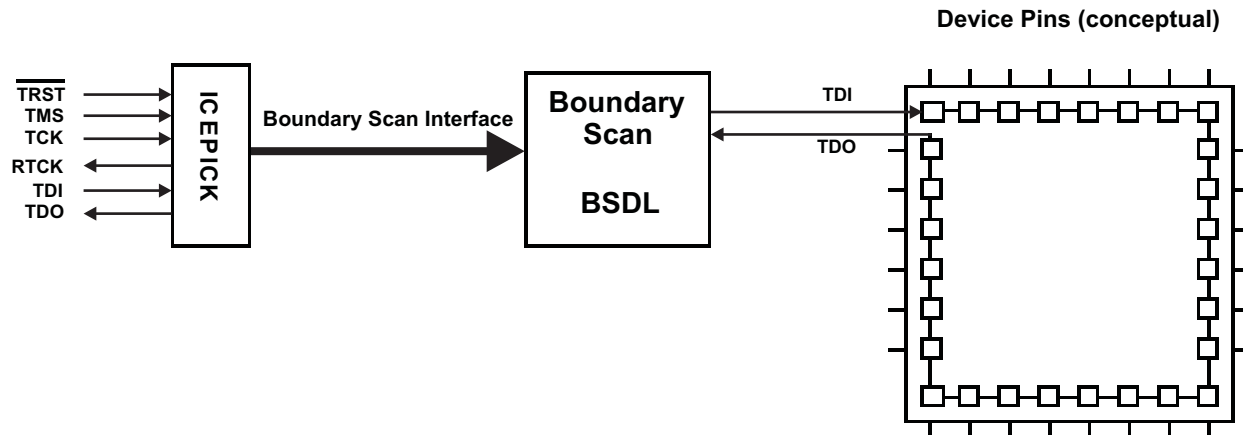 Device Pins (conceptual)
TRST
TMS
TCK
RTCK
TDI
TDO
ICEPICK
Boundary Scan Interface
Boundary
Scan
BSDL
TDI
TDO